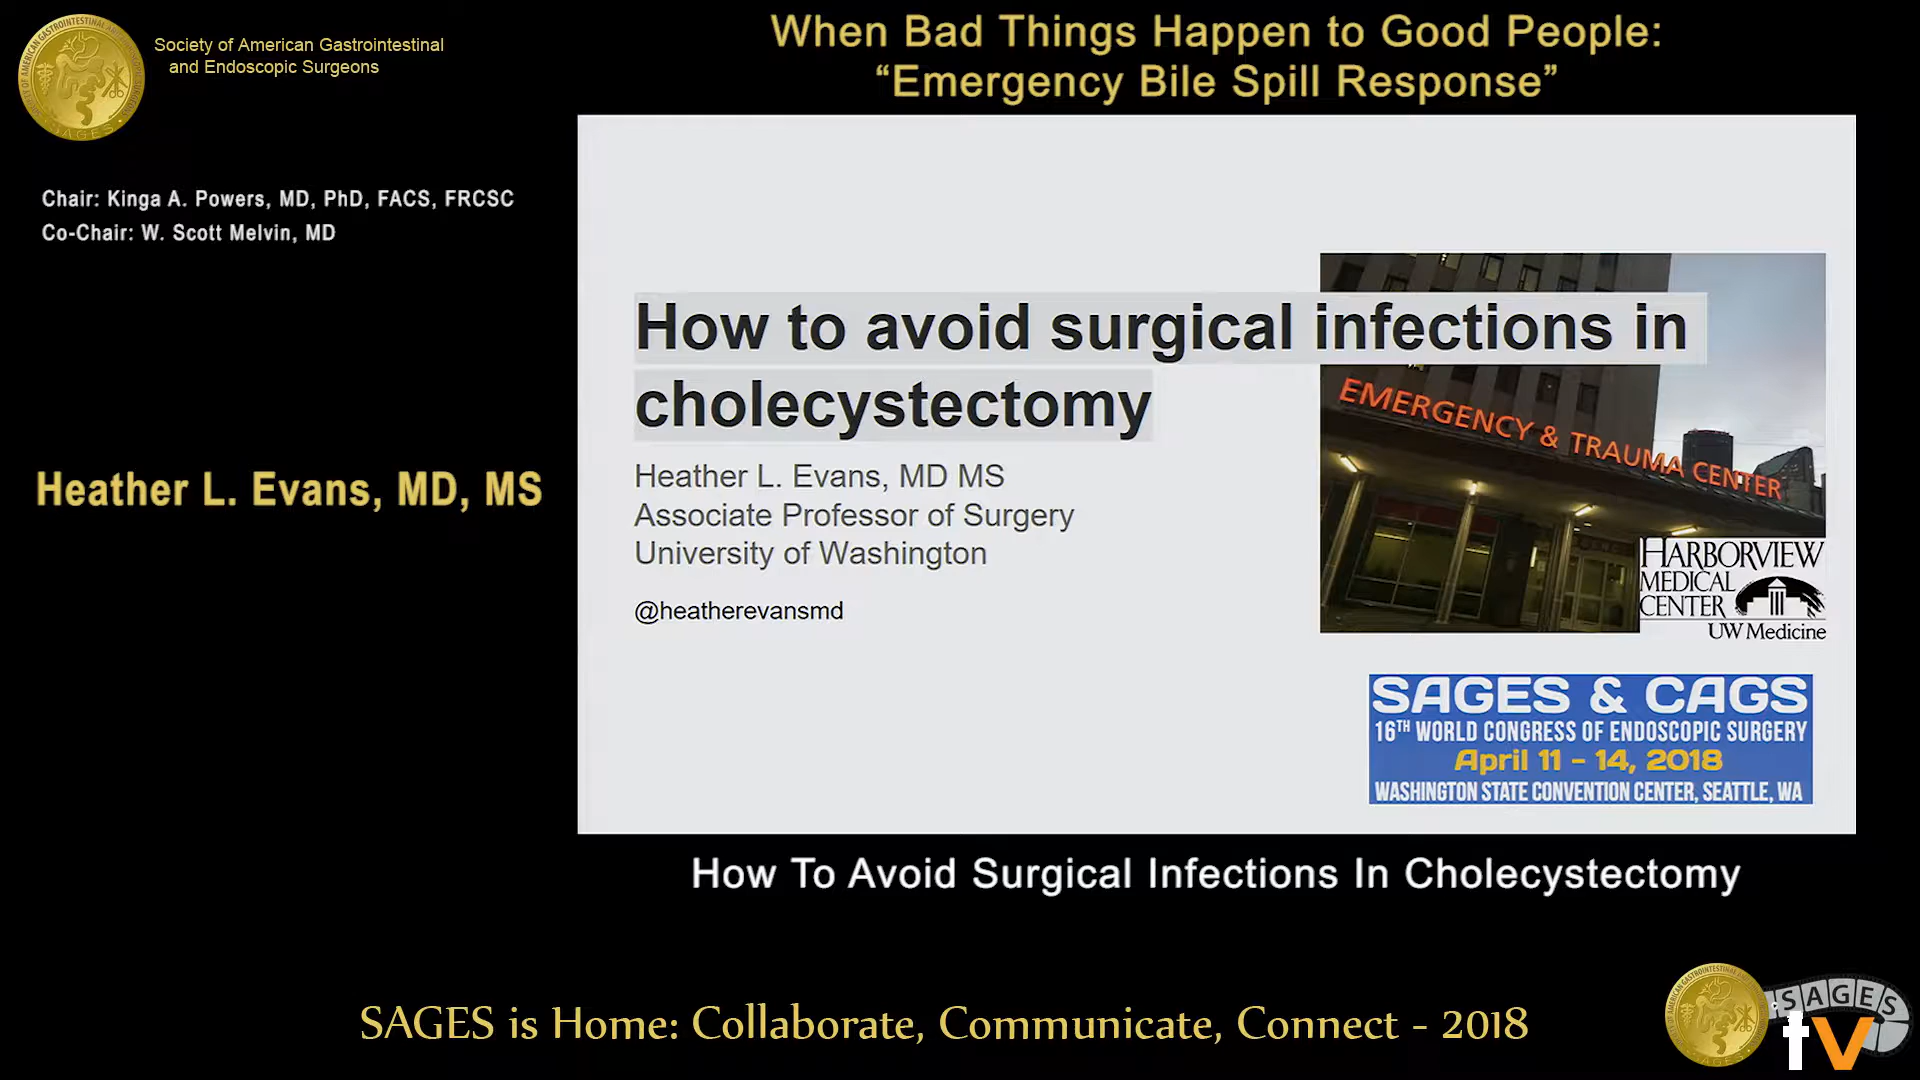 Society of American Gastrointestinal
and Endoscopic Surgeons
When Bad Things Happen to Good People:
“Emergency Bile Spill Response”
Chair: Kinga A. Powers, MD, PhD, FACS, FRCSC
Co-Chair: W. Scott Melvin, MD
Heather L. Evans, MD, MS
How to avoid surgical infections in
cholecystectomy
Heather L. Evans, MD MS
Associate Professor of Surgery
University of Washington
@heatherevansmd
EMERGENCY & TRAUMA CENTER
HARBORVIEW
MEDICAL
CENTER
UW Medicine
SAGES & CAGS
16TH WORLD CONGRESS OF ENDOSCOPIC SURGERY
April 11 - 14, 2018
WASHINGTON STATE CONVENTION CENTER, SEATTLE, WA
How To Avoid Surgical Infections In Cholecystectomy
SAGES is Home: Collaborate, Communicate, Connect - 2018
SAGES
tv